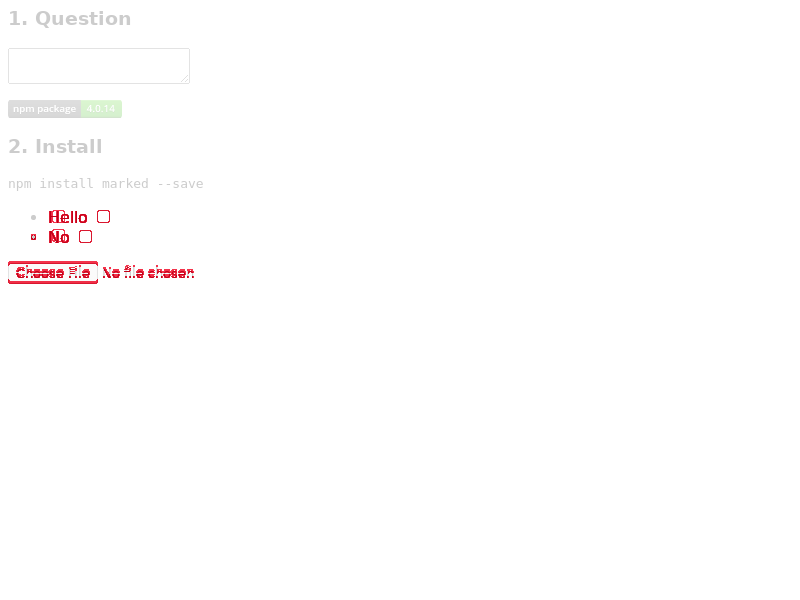 1. Question
npm package 4.0.14
2. Install
npm install marked --save
Hello
No
Choose File No file chosen